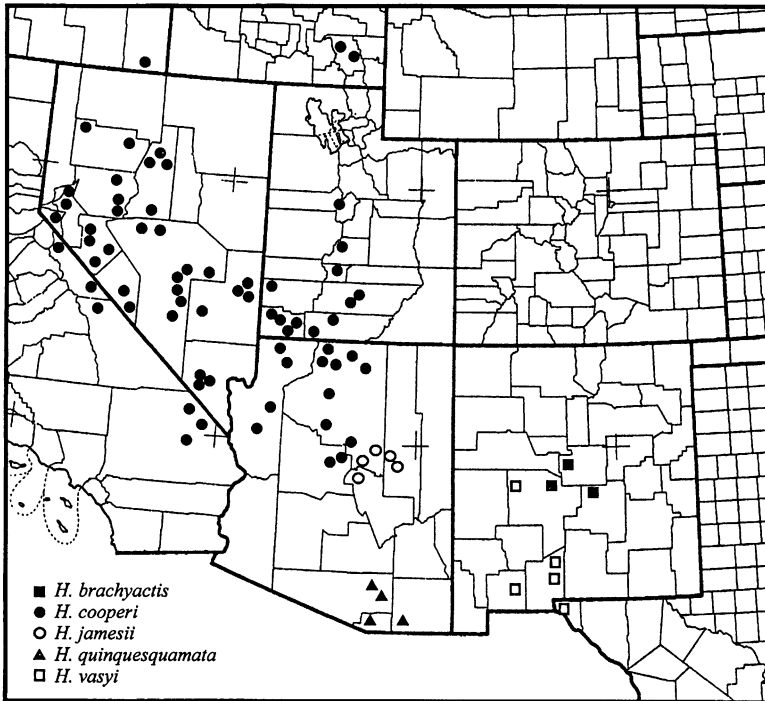 H. brachyactis
H. cooperi
H. jamesii
H. quinquesquamata
H. vasyi